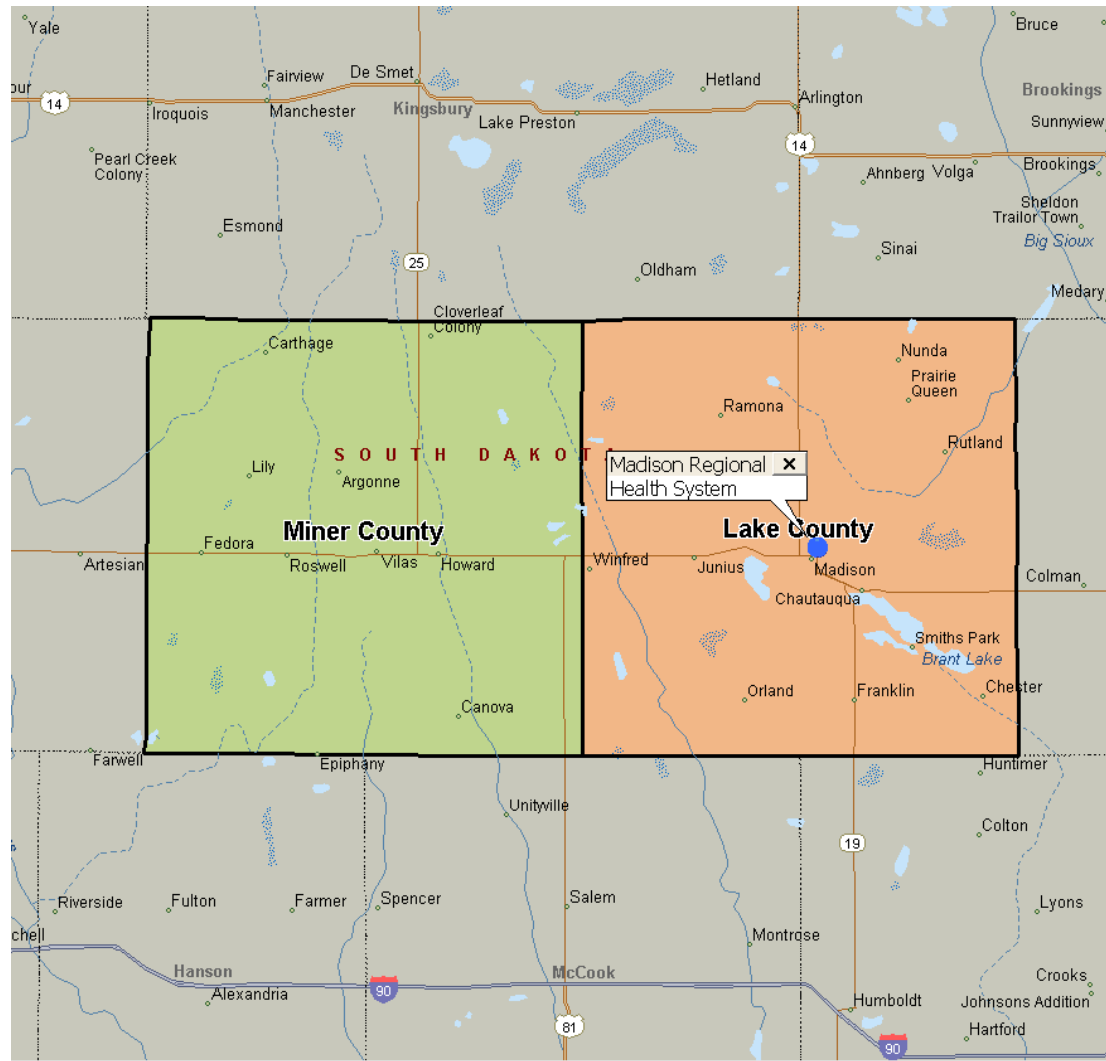 Yale
Bruce
Fairview
De Smet
Hetland
Brookings
our
14
Iroquois
Manchester
Kingsbury
Lake Preston
Arlington
Sunnyview
14
Pearl Creek
Colony
Ahnberg
Volga
Brookings
Sheldon
Trailor Town
Esmond
Big Sioux
Sinai
25
Oldham
Medary
Cloverleaf
Colony
Carthage
Nunda
Prairie
Queen
Ramona
Rutland
SOUTH DAKOTA
Madison Regional
Health System
Lily
Argonne
Miner County
Lake County
Artesian
Fedora
Roswell
Vilas
Howard
Winfred
Junius
Madison
Colman
Chautauqua
Smiths Park
Brant Lake
Orland
Franklin
Chester
Canova
Farwell
Epiphany
Huntimer
Unityville
Colton
19
Riverside
Fulton
Farmer
Spencer
Salem
Lyons
chell
Montrose
Hanson
McCook
Crooks
90
Alexandria
Humboldt
Johnsons Addition
81
Hartford
90